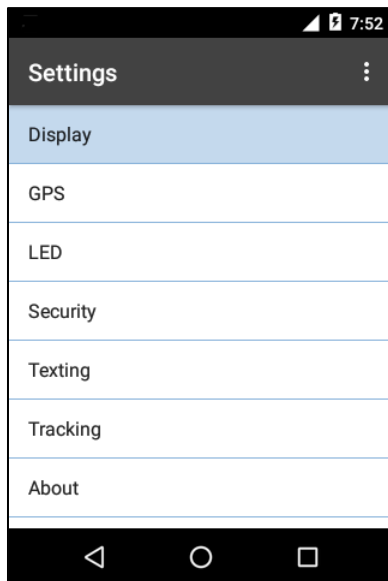 7:52
Settings
Display
GPS
LED
Security
Texting
Tracking
About